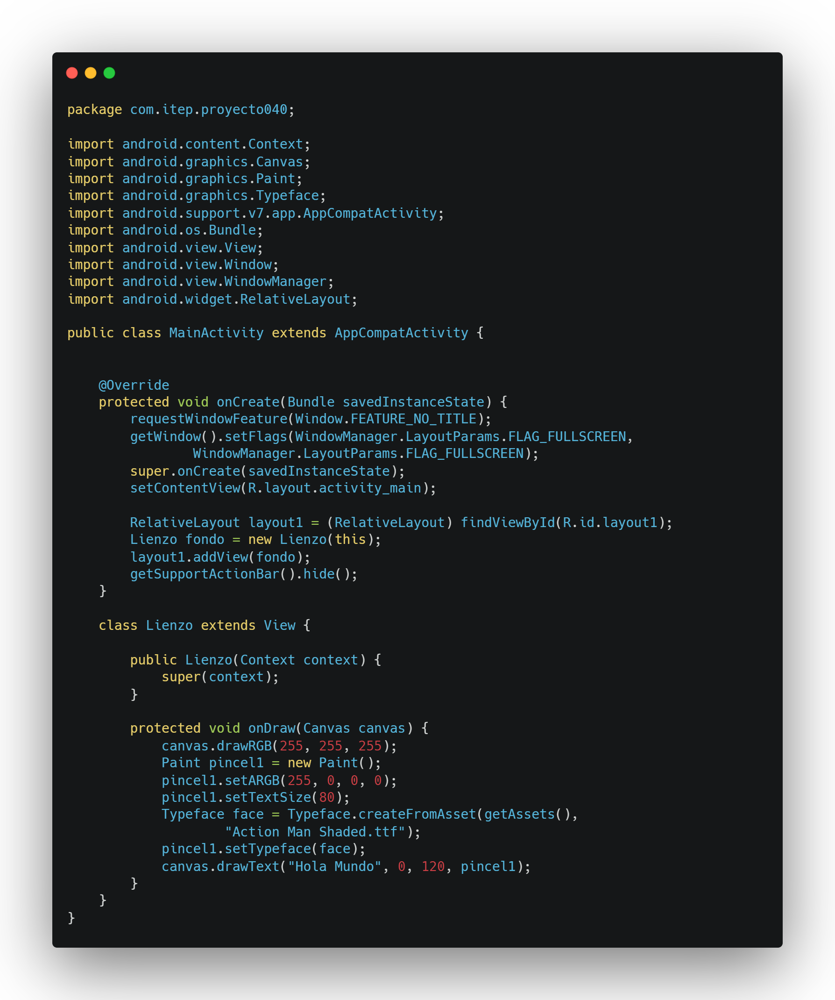 package com.itep.proyecto040;

import android.content.Context;
import android.graphics.Canvas;
import android.graphics.Paint;
import android.graphics.Typeface;
import android.support.v7.app.AppCompatActivity;
import android.os.Bundle;
import android.view.View;
import android.view.Window;
import android.view.WindowManager;
import android.widget.RelativeLayout;

public class MainActivity extends AppCompatActivity {


    @Override
    protected void onCreate(Bundle savedInstanceState) {
        requestWindowFeature(Window.FEATURE_NO_TITLE);
        getWindow().setFlags(WindowManager.LayoutParams.FLAG_FULLSCREEN,
                WindowManager.LayoutParams.FLAG_FULLSCREEN);
        super.onCreate(savedInstanceState);
        setContentView(R.layout.activity_main);

        RelativeLayout layout1 = (RelativeLayout) findViewById(R.id.layout1);
        Lienzo fondo = new Lienzo(this);
        layout1.addView(fondo);
        getSupportActionBar().hide();
    }

    class Lienzo extends View {

        public Lienzo(Context context) {
            super(context);
        }

        protected void onDraw(Canvas canvas) {
            canvas.drawRGB(255, 255, 255);
            Paint pincel1 = new Paint();
            pincel1.setARGB(255, 0, 0, 0);
            pincel1.setTextSize(80);
            Typeface face = Typeface.createFromAsset(getAssets(),
                    "Action Man Shaded.ttf");
            pincel1.setTypeface(face);
            canvas.drawText("Hola Mundo", 0, 120, pincel1);
        }
    }
}